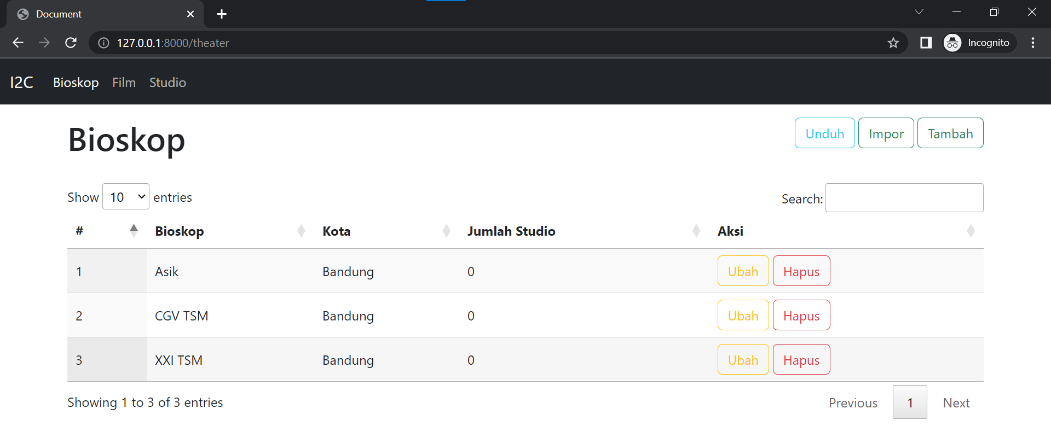 Document
127.0.0.1:8000/theater
Incognito
I2C Bioskop Film Studio
Bioskop
Unduh Impor Tambah
Show 10 entries
Search:
# Bioskop Kota Jumlah Studio Aksi
1 Asik Bandung 0 Ubah Hapus
2 CGV TSM Bandung 0 Ubah Hapus
3 XXI TSM Bandung 0 Ubah Hapus
Showing 1 to 3 of 3 entries
Previous 1 Next